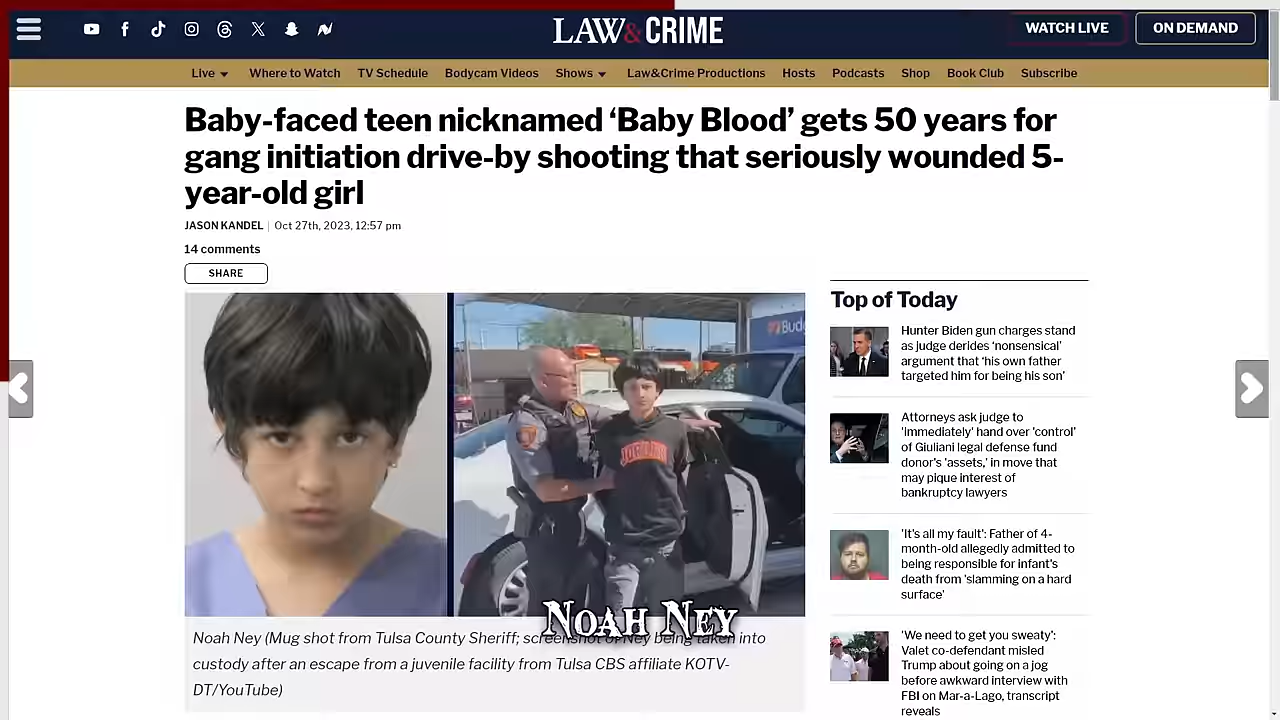 LAW&CRIME
WATCH LIVE
ON DEMAND
Live
Where to Watch
TV Schedule
Bodycam Videos
Shows
Law&Crime Productions
Hosts
Podcasts
Shop
Book Club
Subscribe
Baby-faced teen nicknamed ‘Baby Blood’ gets 50 years for
gang initiation drive-by shooting that seriously wounded 5-
year-old girl
JASON KANDEL | Oct 27th, 2023, 12:57 pm
14 comments
SHARE
Budg
JORDAN
NOAH NEY
Noah Ney (Mug shot from Tulsa County Sheriff; screenshot of Ney being taken into
custody after an escape from a juvenile facility from Tulsa CBS affiliate KOTV-
DT/YouTube)
Top of Today
Hunter Biden gun charges stand
as judge derides ‘nonsensical’
argument that ‘his own father
targeted him for being his son’
Attorneys ask judge to
'immediately' hand over 'control'
of Giuliani legal defense fund
donor's 'assets,' in move that
may pique interest of
bankruptcy lawyers
'It's all my fault': Father of 4-
month-old allegedly admitted to
being responsible for infant's
death from 'slamming on a hard
surface'
'We need to get you sweaty':
Valet co-defendant misled
Trump about going on a jog
before awkward interview with
FBI on Mar-a-Lago, transcript
reveals